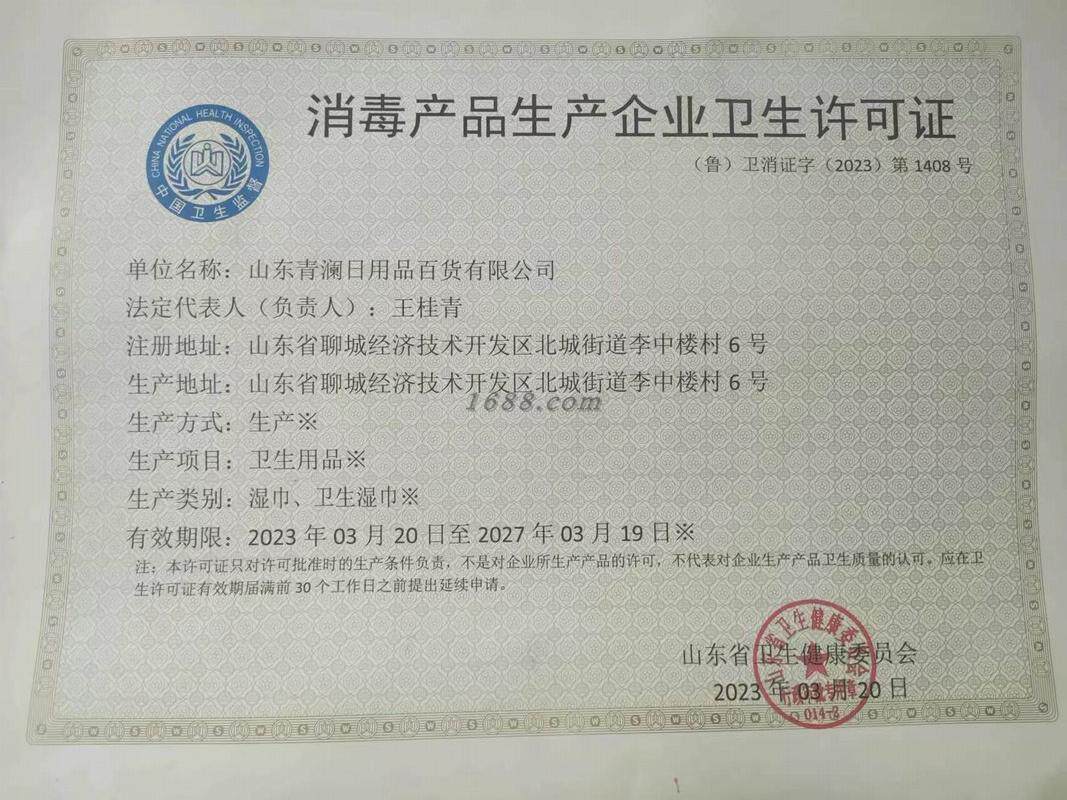 消毒产品生产企业卫生许可证
(鲁)卫消证字(2023)第1408号
CHINA NATIONAL HEALTH INSPECTION
中国卫生监督
单位名称:山东青澜日用品百货有限公司
法定代表人(负责人):王桂青
注册地址:山东省聊城经济技术开发区北城街道李中楼村6号
生产地址:山东省聊城经济技术开发区北城街道李中楼村6号
1688.com
生产方式:生产※
生产项目:卫生用品※
生产类别:湿巾、卫生湿巾※
有效期限:2023年03月20日至2027年03月19日※
注:本许可证只对许可批准时的生产条件负责,不是对企业所生产产品的许可,不代表对企业生产产品卫生质量的认可。应在卫
生许可证有效期届满前30个工作日之前提出延续申请。
山东省卫生健康委员会
2023年03月20日
山东省卫生健康委员会
014-2